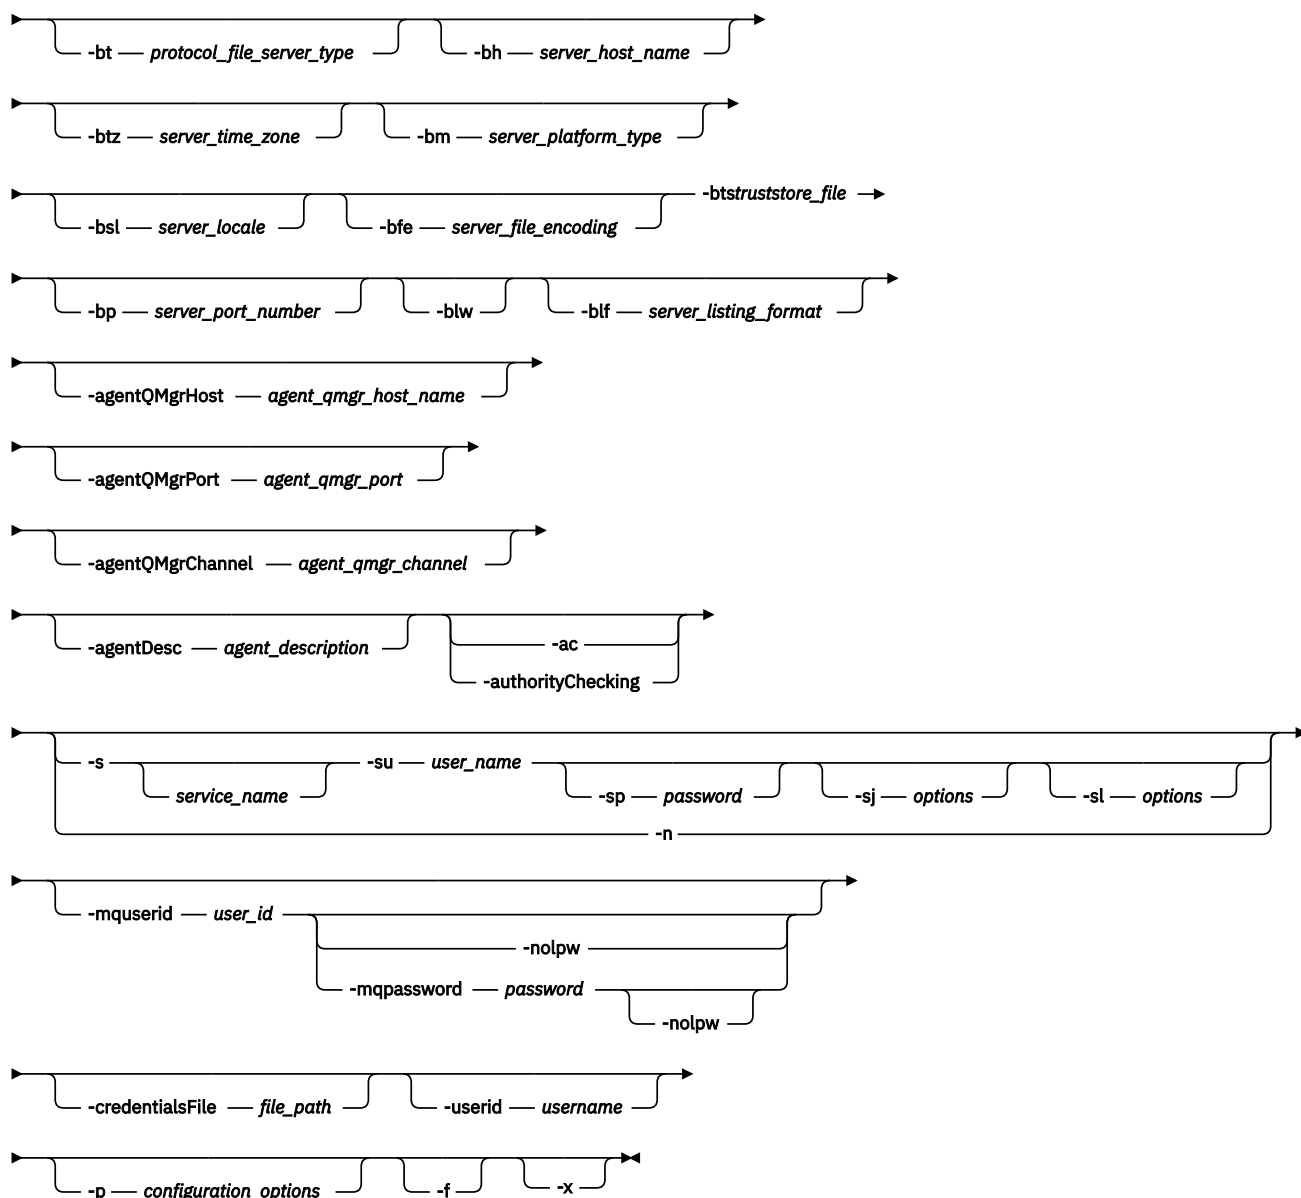 -bt protocol_file_server_type -bh server_host_name
-btz server_time_zone -bm server_platform_type
-btstruststore_file
-bsl server_locale -bfe server_file_encoding
-bp server_port_number -blw -blf server_listing_format
-agentQMgrHost agent_qmgr_host_name
-agentQMgrPort agent_qmgr_port
-agentQMgrChannel agent_qmgr_channel
-agentDesc agent_description -ac
-authorityChecking
-s -su user_name
service_name -sp password -sj options -sl options
-n
-mquserid user_id
-nolpw
-mqpassword password
-nolpw
-credentialsFile file_path -userid username
-p configuration_options -f -x